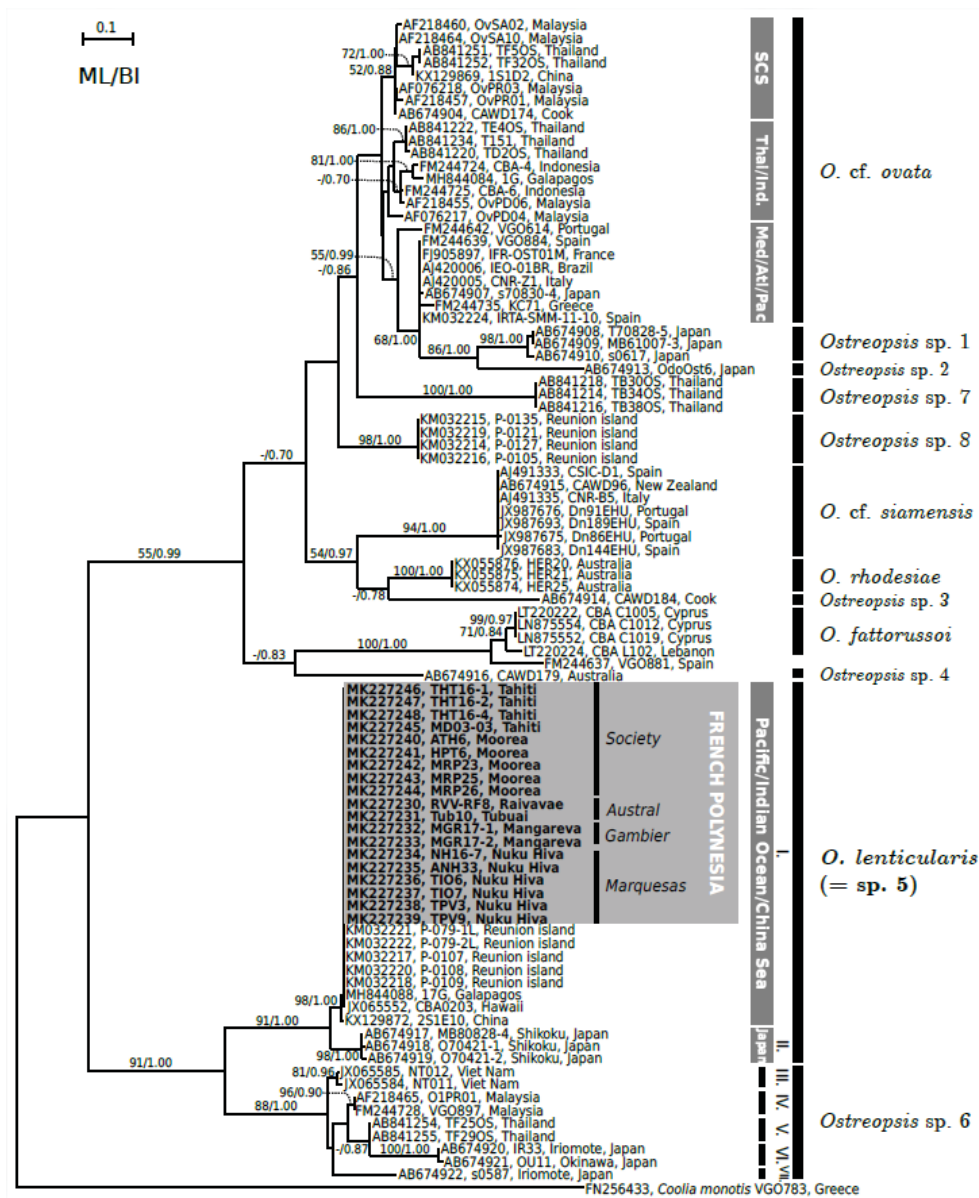 0.1
ML/BI
AF218460, OvSA02, Malaysia
AF218464, OvSA10, Malaysia
72/1.00
AB841251, TF5OS, Thailand
AB841252, TF32OS, Thailand
52/0.88
KX129869, 1S1D2, China
AF076218, OvPR03, Malaysia
AF218457, OvPR01, Malaysia
AB674904, CAWD174, Cook
SCS
86/1.00
AB841222, TE4OS, Thailand
AB841234, T151, Thailand
AB841220, TD2OS, Thailand
81/1.00
FM244724, CBA-4, Indonesia
-/0.70
MH844084, 1G, Galapagos
FM244725, CBA-6, Indonesia
AF218455, OvPD06, Malaysia
AF076217, OvPD04, Malaysia
Thai/Ind.
O. cf. ovata
FM244642, VGO614, Portugal
FM244639, VGO884, Spain
55/0.99
FJ905897, IFR-OST01M, France
-/0.86
AJ420006, IEO-01BR, Brazil
AJ420005, CNR-Z1, Italy
AB674907, s70830-4, Japan
FM244735, KC71, Greece
KM032224, IRTA-SMM-11-10, Spain
Med/Atl/Pac
68/1.00
86/1.00
98/1.00
AB674908, T70828-5, Japan
AB674909, MB61007-3, Japan
AB674910, s0617, Japan
Ostreopsis sp. 1
AB674913, OdoOst6, Japan
Ostreopsis sp. 2
100/1.00
AB841218, TB30OS, Thailand
AB841214, TB34OS, Thailand
AB841216, TB38OS, Thailand
Ostreopsis sp. 7
98/1.00
KM032215, P-0135, Reunion island
KM032219, P-0121, Reunion island
KM032214, P-0127, Reunion island
KM032216, P-0105, Reunion island
Ostreopsis sp. 8
-/0.70
AJ491333, CSIC-D1, Spain
AB674915, CAWD96, New Zealand
AJ491335, CNR-B5, Italy
JX987676, Dn91EHU, Portugal
JX987693, Dn189EHU, Spain
94/1.00
JX987675, Dn86EHU, Portugal
JX987683, Dn144EHU, Spain
O. cf. siamensis
55/0.99
54/0.97
100/1.00
KX055876, HER20, Australia
KX055875, HER21, Australia
KX055874, HER25, Australia
O. rhodesiae
-/0.78
AB674914, CAWD184, Cook
Ostreopsis sp. 3
99/0.97
LT220222, CBA C1005, Cyprus
LN875554, CBA C1012, Cyprus
71/0.84
LN875552, CBA C1019, Cyprus
100/1.00
LT220224, CBA L102, Lebanon
FM244637, VGO881, Spain
O. fattorussoi
-/0.83
AB674916, CAWD179, Australia
Ostreopsis sp. 4
MK227246, THT16-1, Tahiti
MK227247, THT16-2, Tahiti
MK227248, THT16-4, Tahiti
MK227245, MD03-03, Tahiti
MK227240, ATH6, Moorea
MK227241, HPT6, Moorea
MK227242, MRP23, Moorea
MK227243, MRP25, Moorea
MK227244, MRP26, Moorea
Society
MK227230, RVV-RF8, Raivavae
MK227231, Tub10, Tubuai
Austral
MK227232, MGR17-1, Mangareva
MK227233, MGR17-2, Mangareva
Gambier
MK227234, NH16-7, Nuku Hiva
MK227235, ANH33, Nuku Hiva
MK227236, TIO6, Nuku Hiva
MK227237, TIO7, Nuku Hiva
MK227238, TPV3, Nuku Hiva
MK227239, TPV9, Nuku Hiva
Marquesas
FRENCH POLYNESIA
KM032221, P-079-1L, Reunion island
KM032222, P-079-2L, Reunion island
KM032217, P-0107, Reunion island
KM032220, P-0108, Reunion island
KM032218, P-0109, Reunion island
98/1.00
MH844088, 17G, Galapagos
JX065552, CBA0203, Hawaii
KX129872, 2S1E10, China
Pacific/Indian Ocean/China Sea
I.
O. lenticularis
(= sp. 5)
91/1.00
AB674917, MB80828-4, Shikoku, Japan
AB674918, O70421-1, Shikoku, Japan
98/1.00
AB674919, O70421-2, Shikoku, Japan
Japan
II.
91/1.00
81/0.96
JX065585, NT012, Viet Nam
JX065584, NT011, Viet Nam
III.
96/0.90
AF218465, O1PR01, Malaysia
88/1.00
FM244728, VGO897, Malaysia
IV.
AB841254, TF25OS, Thailand
AB841255, TF29OS, Thailand
V.
-/0.87
100/1.00
AB674920, IR33, Iriomote, Japan
AB674921, OU11, Okinawa, Japan
VI.
AB674922, s0587, Iriomote, Japan
VII.
Ostreopsis sp. 6
FN256433, Coolia monotis VGO783, Greece